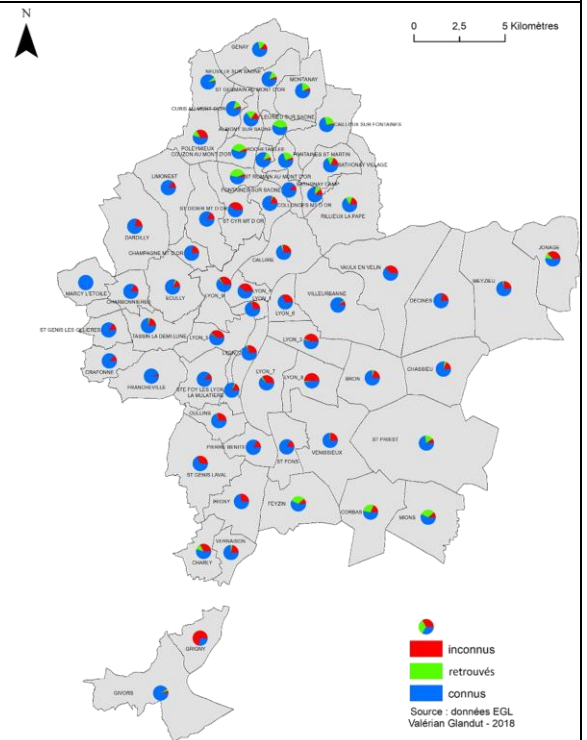 N
0 2,5 5 Kilomètres
GENAY
NEUVILLE SUR SAONE
ST GERMAIN AU MONT D'OR
MONTANAY
CURIS AU MONT D'OR
FLEURIEU SUR SAONE
ALBIGNY SUR SAONE
CAILLOUX SUR FONTAINES
POLEYMIEUX
ROCHETAILLEE
COUZON AU MONT D'OR
FONTAINES ST MARTIN
SATHONAY VILLAGE
LIMONEST
ST ROMAIN AU MONT D'OR
FONTAINES SUR SAONE
SATHONAY CAMP
COLLONGES MT D'OR
RILLIEUX LA PAPE
ST DIDIER MT D'OR
ST CYR MT D'OR
DARDILLY
CHAMPAGNE MT D'OR
CALUIRE
JONAGE
VAULX EN VELIN
MEYZIEU
MARCY L'ETOILE
CHARBONNIERES
ECULLY
LYON_9
LYON_4
LYON_1
LYON_6
VILLEURBANNE
DECINES
ST GENIS LES OLLIERES
TASSIN LA DEMI LUNE
LYON_5
LYON_2
LYON_3
CRAPONNE
FRANCHEVILLE
STE FOY LES LYON
LA MULATIERE
LYON_7
LYON_8
BRON
CHASSIEU
OULLINS
PIERRE BENITE
ST FONS
VENISSIEUX
ST PRIEST
ST GENIS LAVAL
IRIGNY
FEYZIN
CORBAS
MIONS
CHARLY
VERNAISON
GRIGNY
GIVORS
inconnus
retrouvés
connus
Source : données EGL
Valérian Glandut - 2018